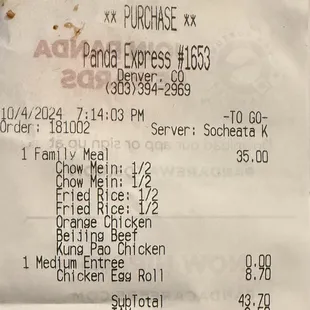 ** PURCHASE **
Panda Express #1653
Denver, CO
(303)394-2969
10/4/2024 7:14:03 PM -TO GO-
Order: 181002 Server: Socheata K
1 Family Meal 35.00
Chow Mein: 1/2
Chow Mein: 1/2
Fried Rice: 1/2
Fried Rice: 1/2
Orange Chicken
Beijing Beef
Kung Pao Chicken
1 Medium Entree 0.00
Chicken Egg Roll 8.70
SubTotal 43.70